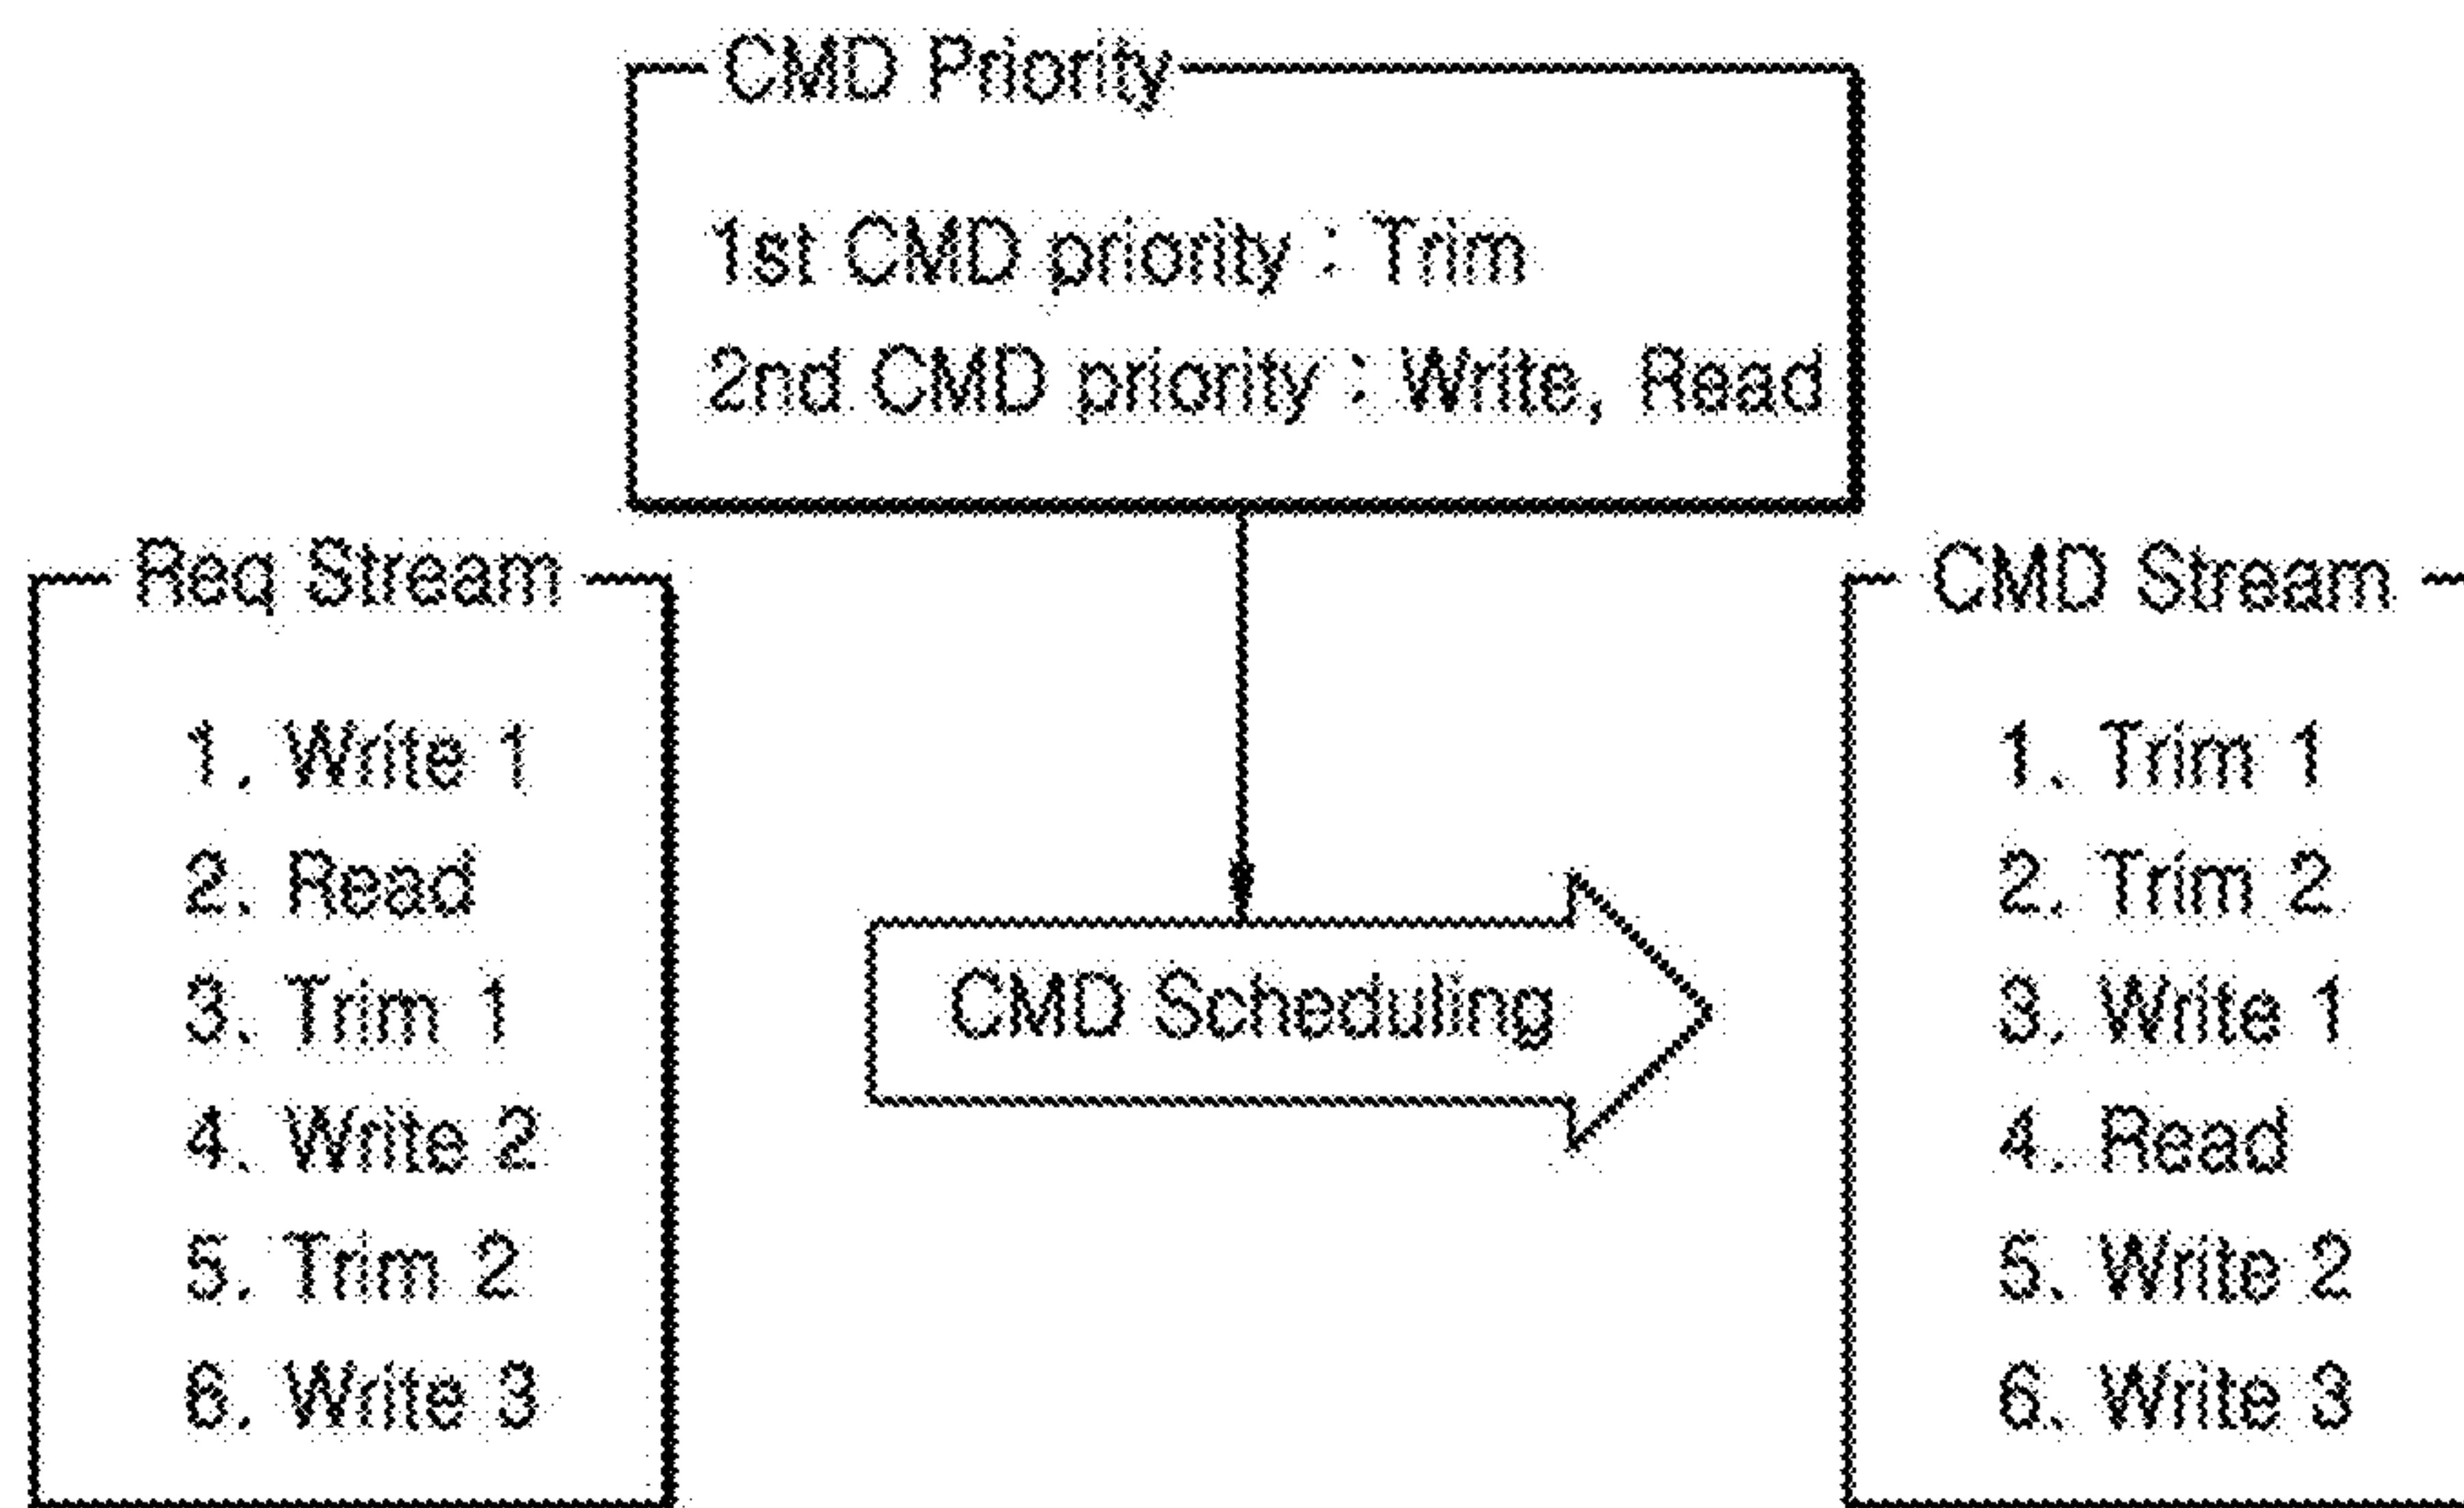 CMD Priority
1st CMD priority : Trim
2nd CMD priority : Write, Read
Req Stream
1. Write 1
2. Read
3. Trim 1
4. Write 2
5. Trim 2
6. Write 3
CMD Scheduling
CMD Stream
1. Trim 1
2. Trim 2
3. Write 1
4. Read
5. Write 2
6. Write 3